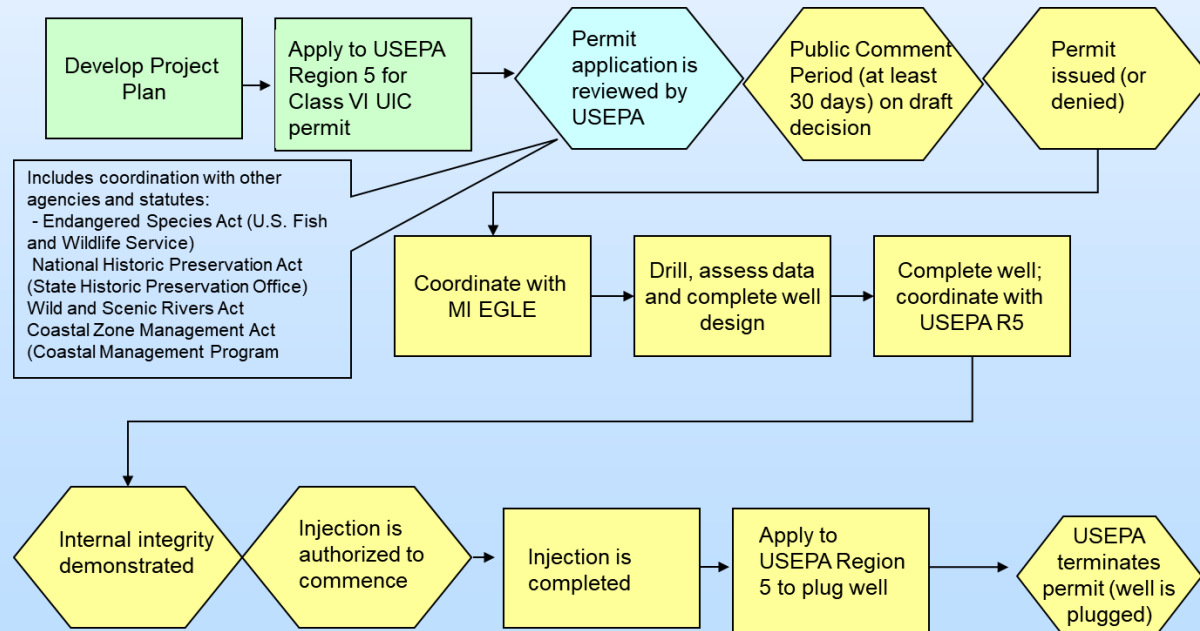 Develop Project
Plan
Apply to USEPA
Region 5 for
Class VI UIC
permit
Permit
application is
reviewed by
USEPA
Public Comment
Period (at least
30 days) on draft
decision
Permit
issued (or
denied)
Includes coordination with other
agencies and statutes:
- Endangered Species Act (U.S. Fish
and Wildlife Service)
National Historic Preservation Act
(State Historic Preservation Office)
Wild and Scenic Rivers Act
Coastal Zone Management Act
(Coastal Management Program
Coordinate with
MI EGLE
Drill, assess data
and complete well
design
Complete well;
coordinate with
USEPA R5
Internal integrity
demonstrated
Injection is
authorized to
commence
Injection is
completed
Apply to
USEPA Region
5 to plug well
USEPA
terminates
permit (well is
plugged)